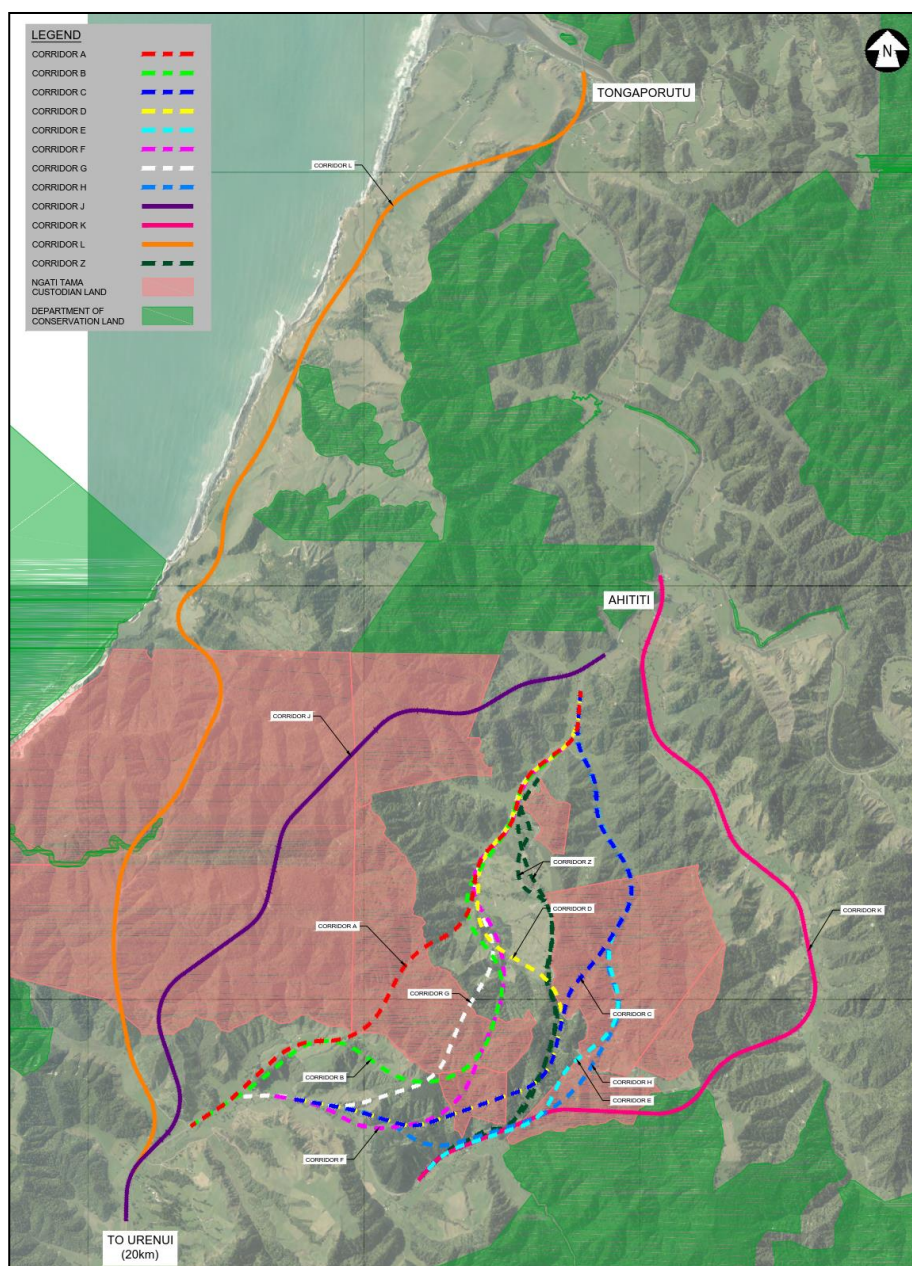 LEGEND
CORRIDOR A
CORRIDOR B
CORRIDOR C
CORRIDOR D
CORRIDOR E
CORRIDOR F
CORRIDOR G
CORRIDOR H
CORRIDOR J
CORRIDOR K
CORRIDOR L
CORRIDOR Z
NGATI TAMA
CUSTODIAN LAND
DEPARTMENT OF
CONSERVATION LAND
N
TONGAPORUTU
CORRIDOR L
AHITITI
CORRIDOR J
CORRIDOR Z
CORRIDOR D
CORRIDOR K
CORRIDOR A
CORRIDOR G
CORRIDOR C
CORRIDOR B
CORRIDOR H
CORRIDOR E
CORRIDOR F
TO URENUI
(20km)